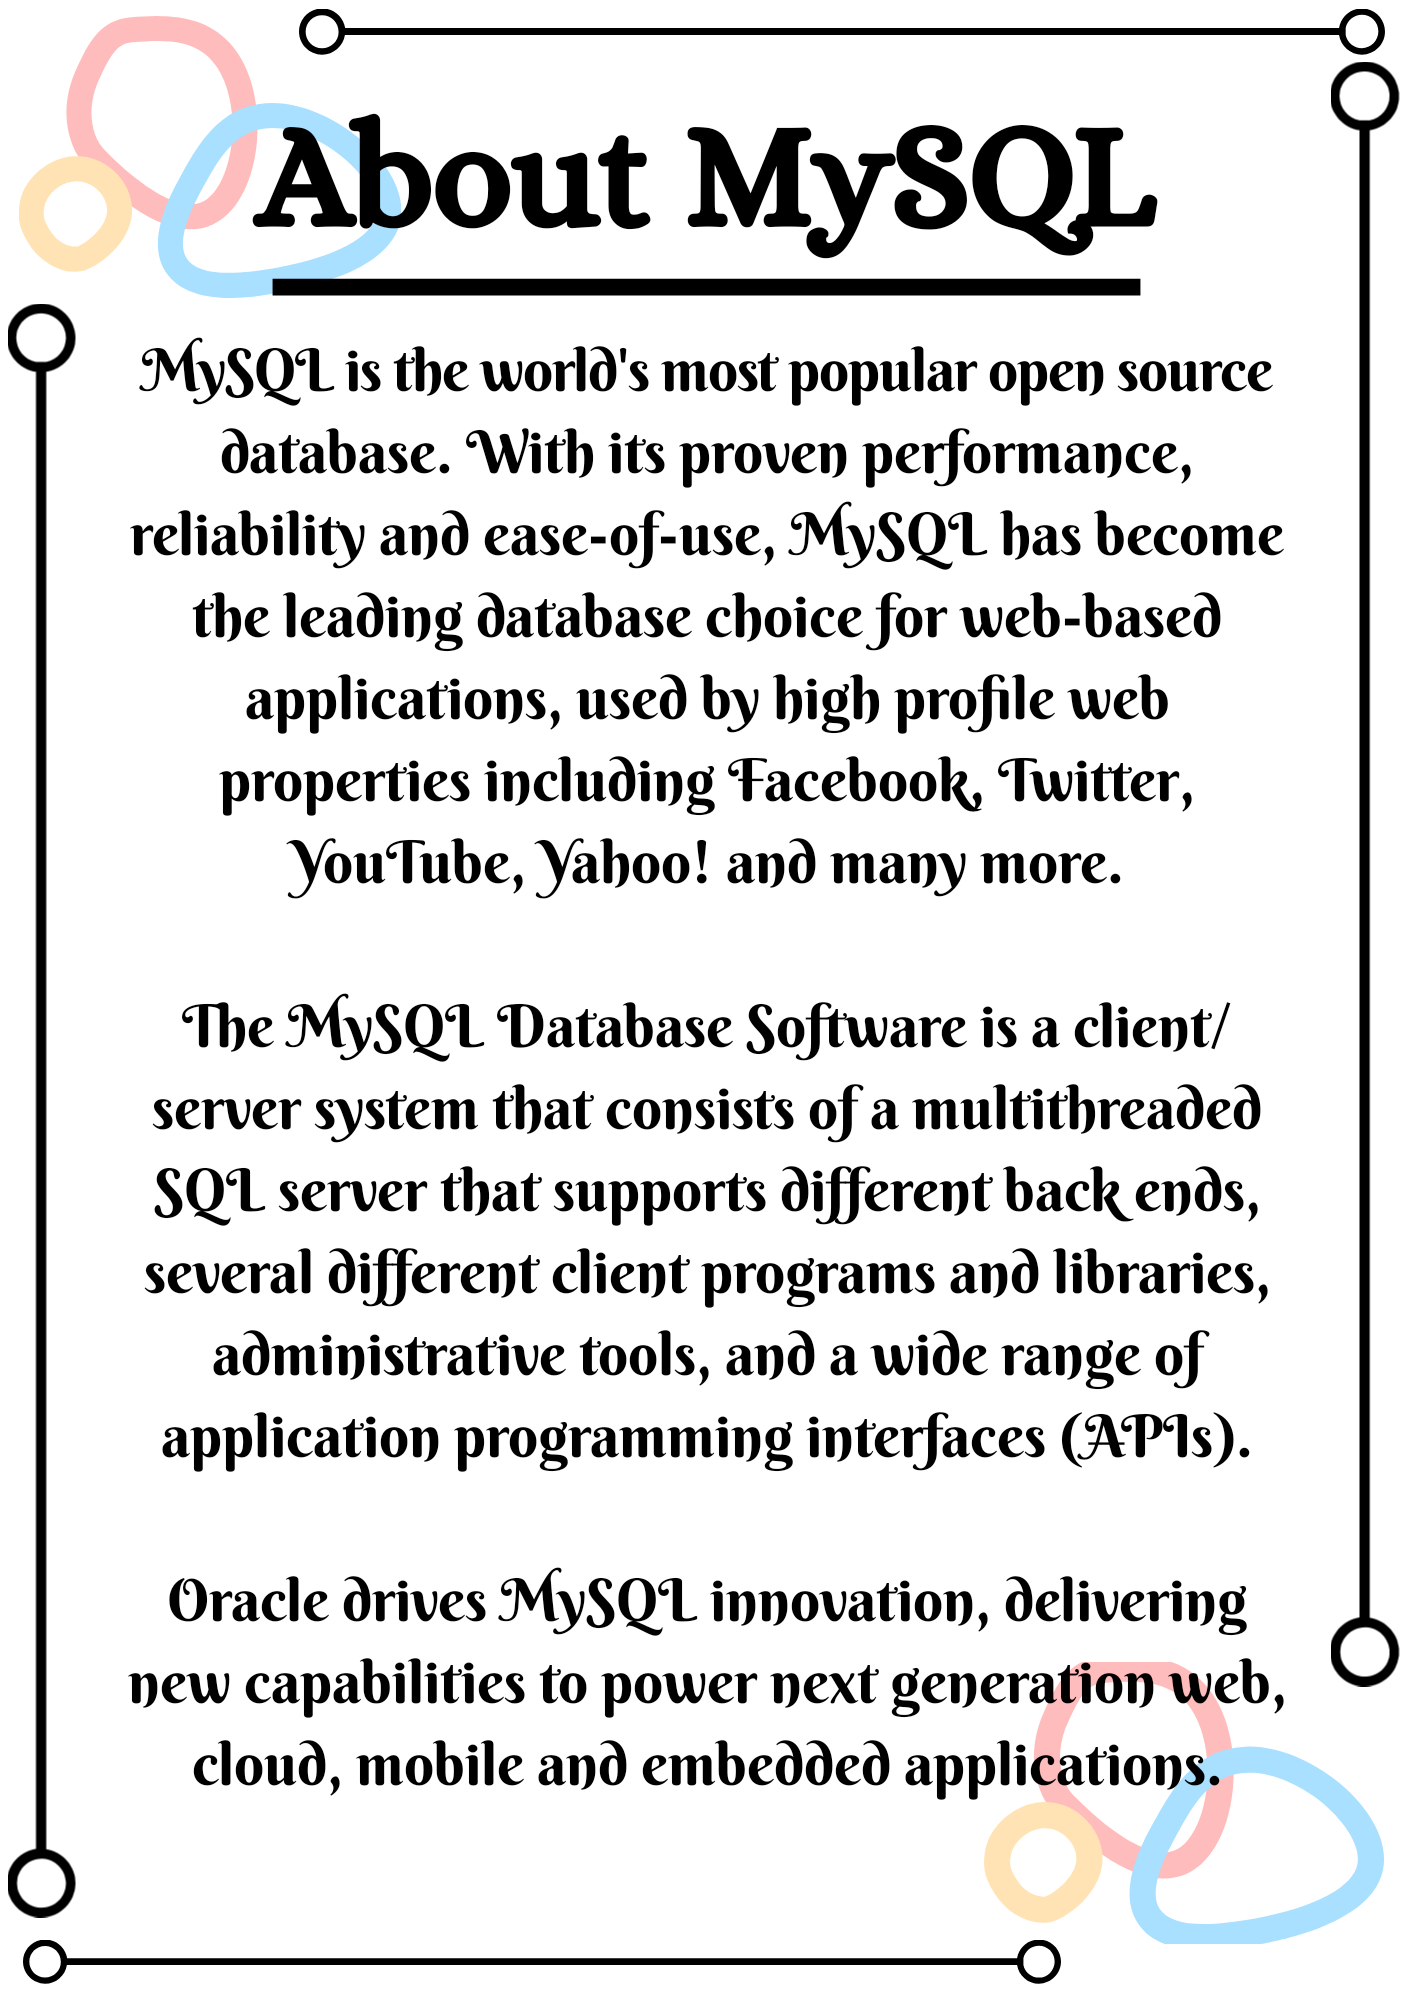 About MySQL
MySQL is the world's most popular open source
database. With its proven performance,
reliability and ease-of-use, MySQL has become
the leading database choice for web-based
applications, used by high profile web
properties including Facebook, Twitter,
YouTube, Yahoo! and many more.
The MySQL Database Software is a client/
server system that consists of a multithreaded
SQL server that supports different back ends,
several different client programs and libraries,
administrative tools, and a wide range of
application programming interfaces (APIs).
Oracle drives MySQL innovation, delivering
new capabilities to power next generation web,
cloud, mobile and embedded applications.